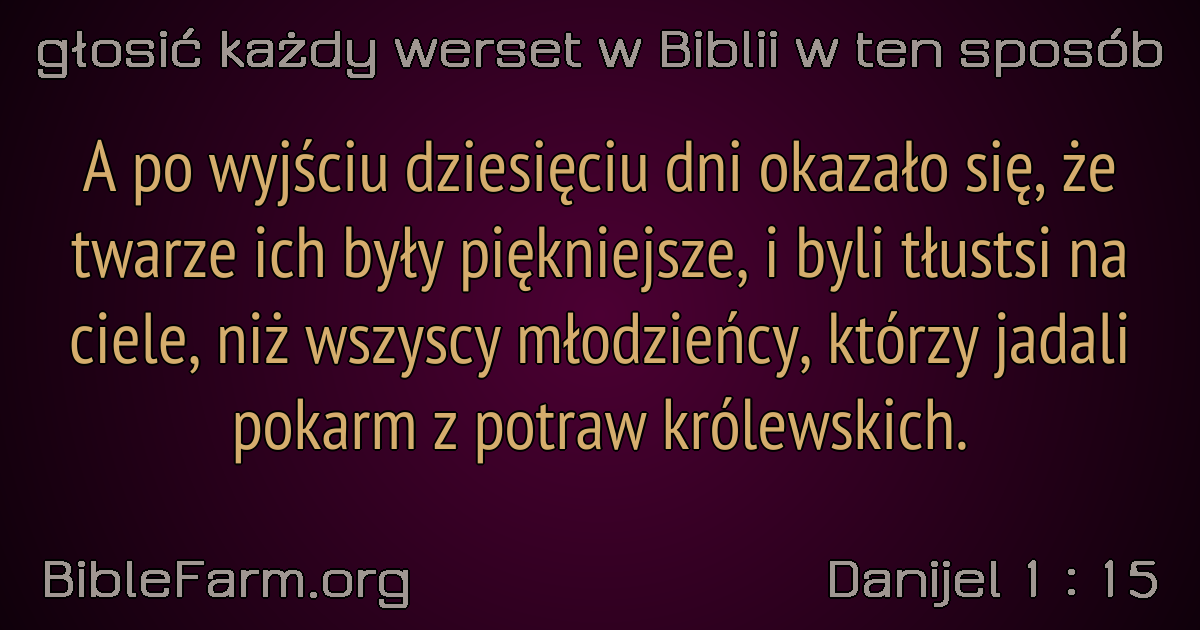 głosić każdy werset w Biblii w ten sposób
A po wyjściu dziesięciu dni okazało się, że
twarze ich były piękniejsze, i byli tłustsi na
ciele, niż wszyscy młodzieńcy, którzy jadali
pokarm z potraw królewskich.
BibleFarm.org
Danijel 1 : 15